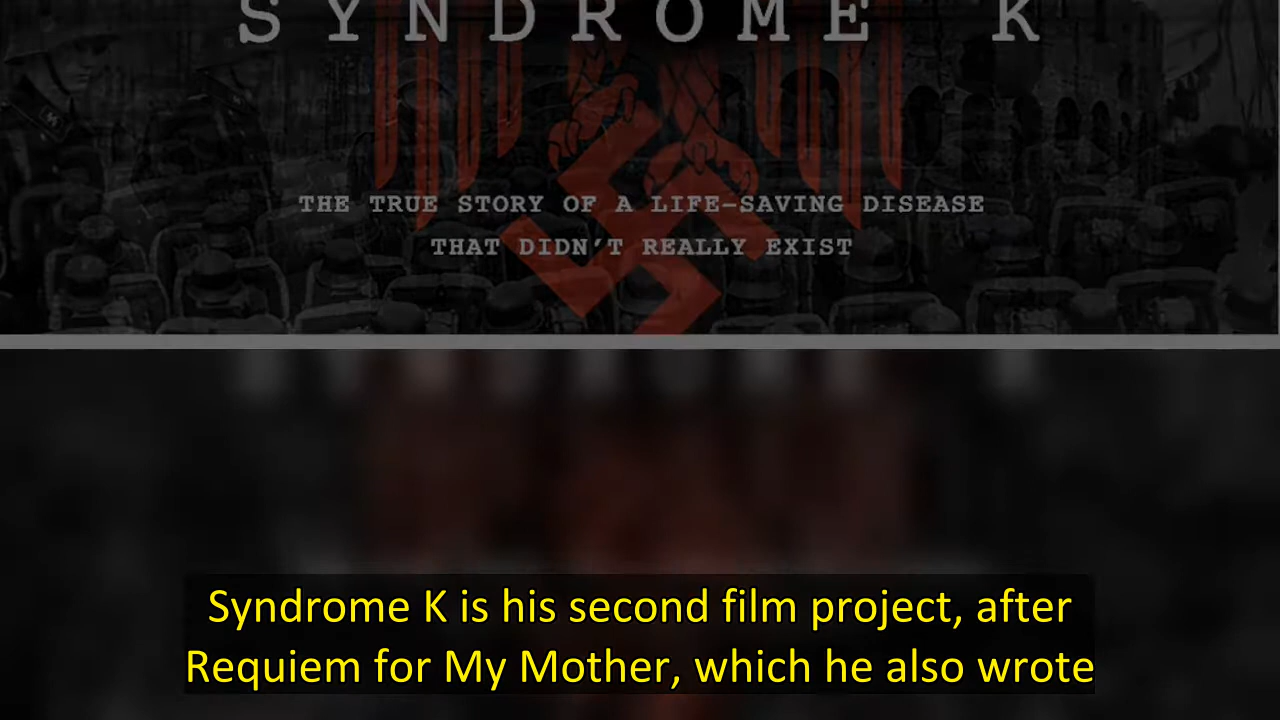 SYNDROME K
THE TRUE STORY OF A LIFE-SAVING DISEASE
THAT DIDN'T REALLY EXIST
Syndrome K is his second film project, after
Requiem for My Mother, which he also wrote